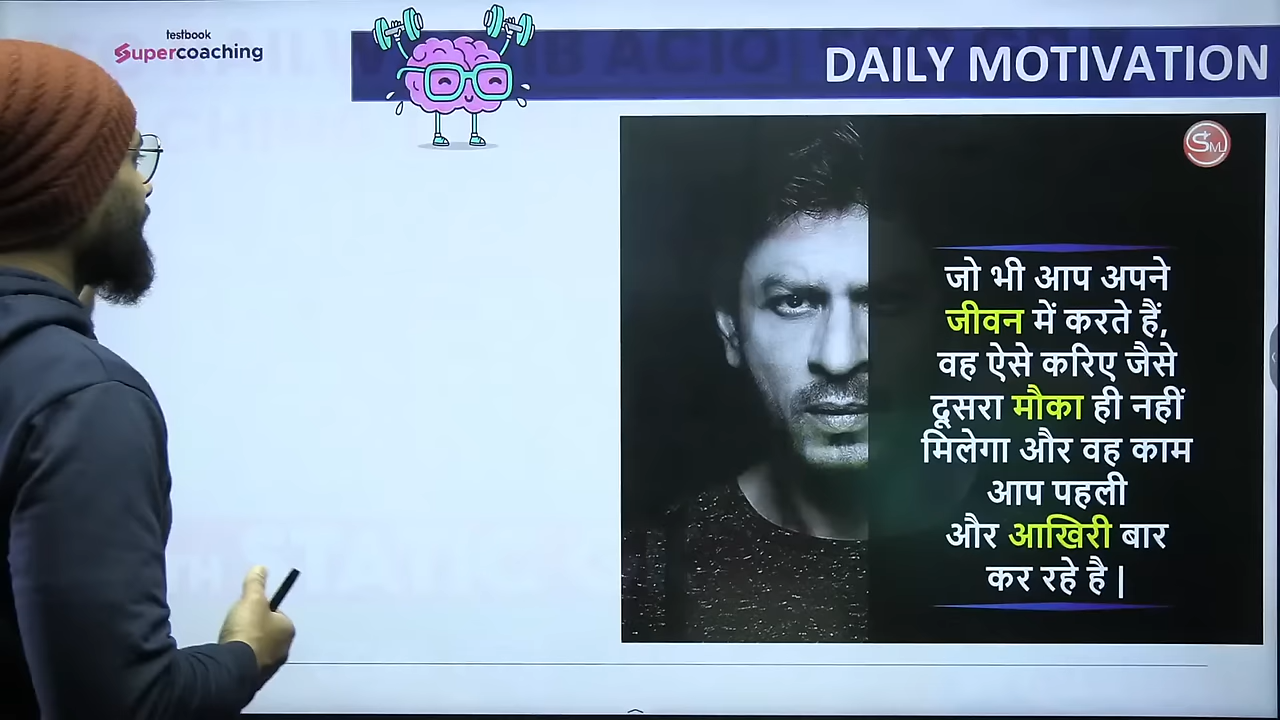 testbook
Supercoaching
DAILY MOTIVATION
SM
जो भी आप अपने
जीवन में करते हैं,
वह ऐसे करिए जैसे
दूसरा मौका ही नहीं
मिलेगा और वह काम
आप पहली
और आखिरी बार
कर रहे है |